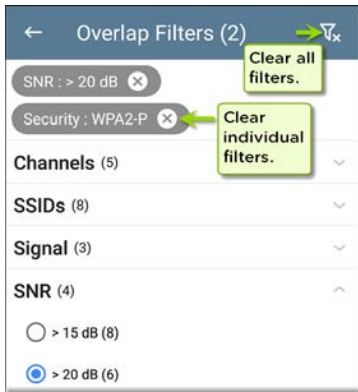 Overlap Filters (2)
Clear all
filters.
SNR : > 20 dB
Security : WPA2-P
Clear
individual
filters.
Channels (5)
SSIDs (8)
Signal (3)
SNR (4)
> 15 dB (8)
> 20 dB (6)